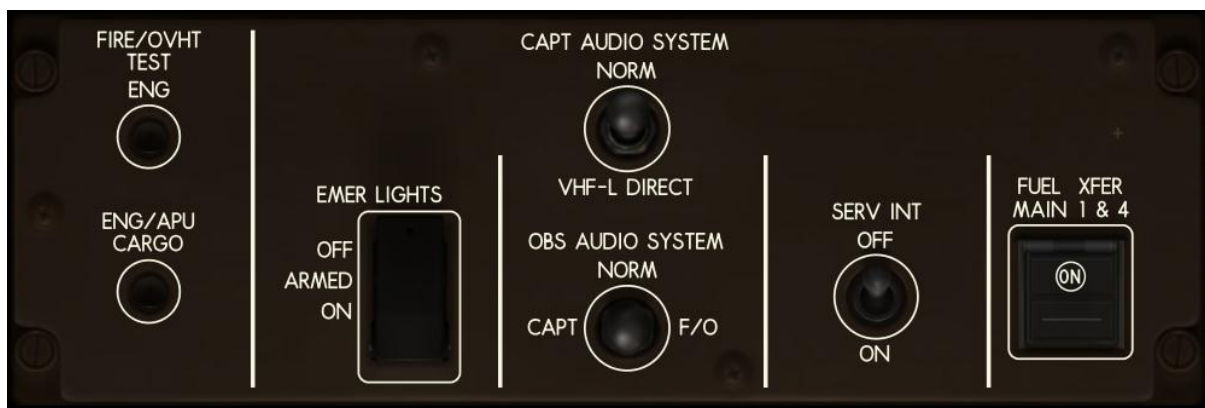 FIRE/OVHT
TEST
ENG
ENG/APU
CARGO
EMER LIGHTS
OFF
ARMED
ON
CAPT AUDIO SYSTEM
NORM
VHF-L DIRECT
OBS AUDIO SYSTEM
NORM
CAPT F/O
SERV INT
OFF
ON
FUEL XFER
MAIN 1 & 4
ON